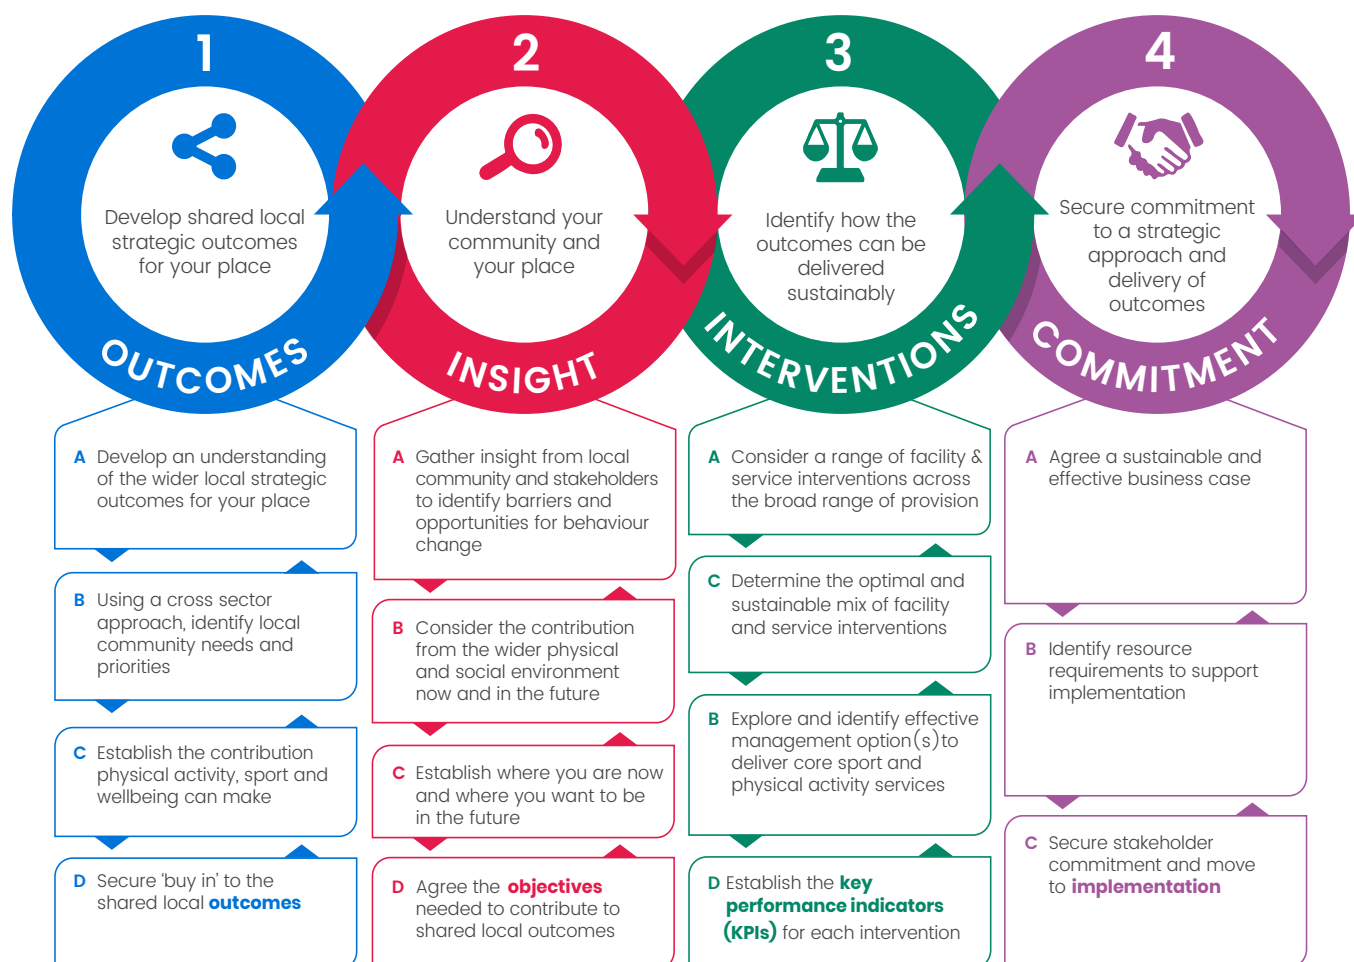 1
Develop shared local
strategic outcomes
for your place
OUTCOMES
A Develop an understanding
of the wider local strategic
outcomes for your place
B Using a cross sector
approach, identify local
community needs and
priorities
C Establish the contribution
physical activity, sport and
wellbeing can make
D Secure ‘buy in’ to the
shared local outcomes
2
Understand your
community and
your place
INSIGHT
A Gather insight from local
community and stakeholders
to identify barriers and
opportunities for behaviour
change
B Consider the contribution
from the wider physical
and social environment
now and in the future
C Establish where you are now
and where you want to be
in the future
D Agree the objectives
needed to contribute to
shared local outcomes
3
Identify how the
outcomes can be
delivered
sustainably
INTERVENTIONS
A Consider a range of facility &
service interventions across
the broad range of provision
C Determine the optimal and
sustainable mix of facility
and service interventions
B Explore and identify effective
management option(s)to
deliver core sport and
physical activity services
D Establish the key
performance indicators
(KPIs) for each intervention
4
Secure commitment
to a strategic
approach and
delivery of
outcomes
COMMITMENT
A Agree a sustainable and
effective business case
B Identify resource
requirements to support
implementation
C Secure stakeholder
commitment and move
to implementation